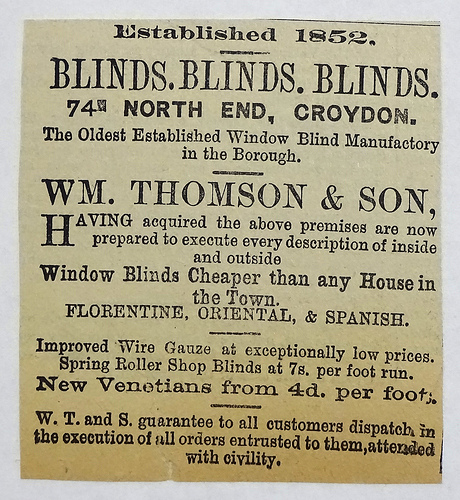 Established 1852.
BLINDS. BLINDS. BLINDS.
74A NORTH END, CROYDON.
The Oldest Established Window Blind Manufactory
in the Borough.
WM. THOMSON & SON,
HAVING acquired the above premises are now
prepared to execute every description of inside
and outside
Window Blinds Cheaper than any House in
the Town.
FLORENTINE, ORIENTAL, & SPANISH.
Improved Wire Gauze at exceptionally low prices.
Spring Roller Shop Blinds at 7s. per foot run.
New Venetians from 4d. per foot.
W. T. and S. guarantee to all customers dispatch in
the execution of all orders entrusted to them, attended
with civility.